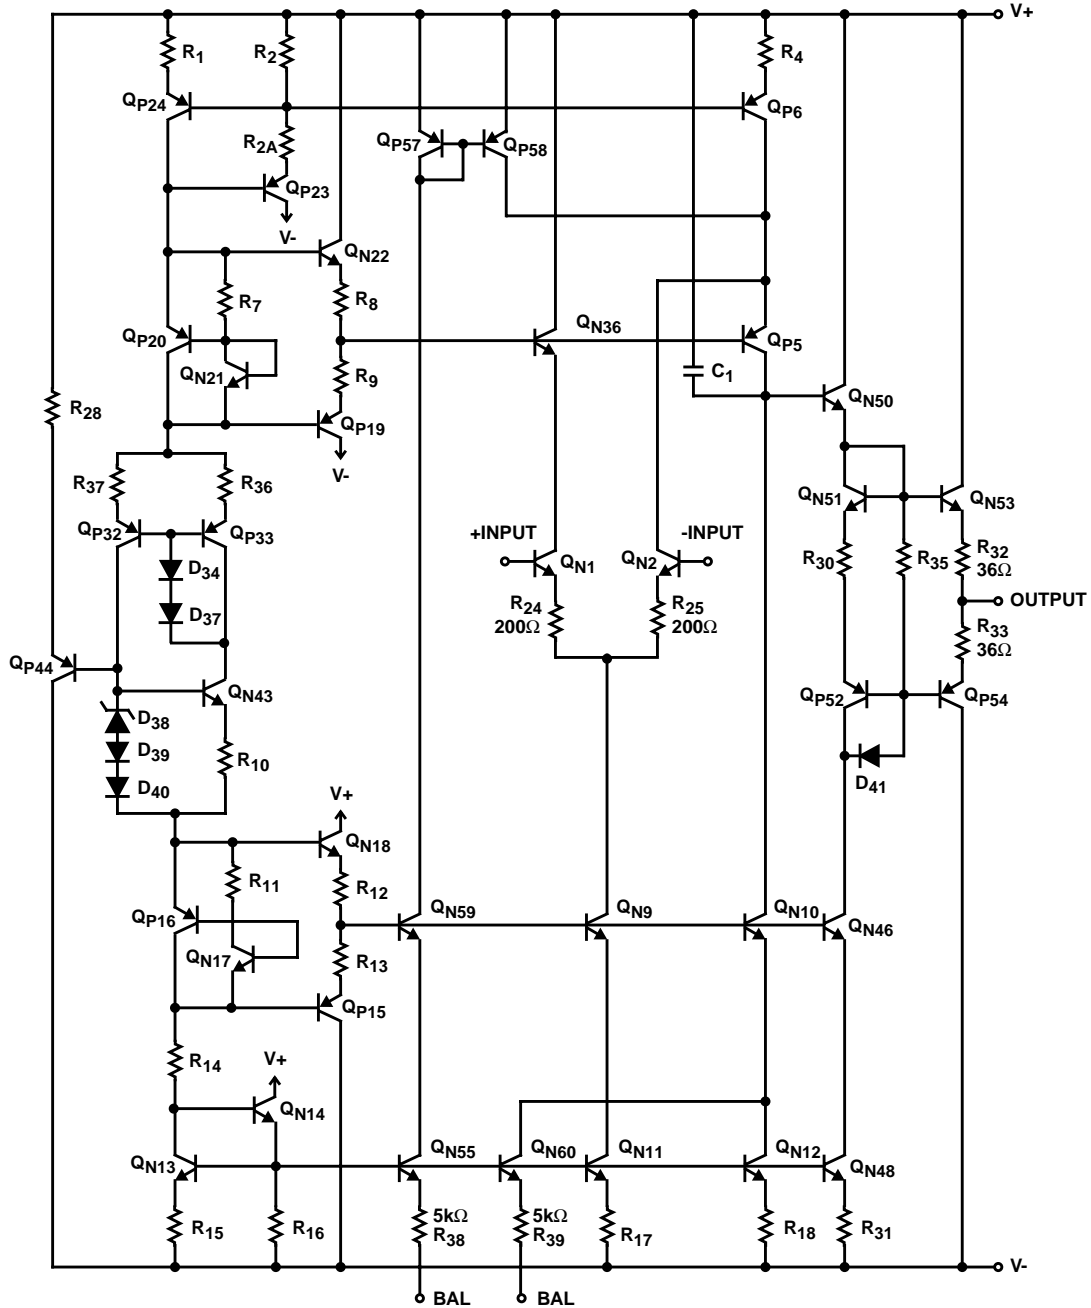 V+
R1
R2
R4
QP24
QP6
R2A
QP57
QP58
QP23
V-
QN22
R7
R8
QN36
QP20
QP5
QN21
R9
C1
R28
QN50
QP19
V-
R37
R36
QN51
QN53
QP32
QP33
+INPUT
-INPUT
R32
36Ω
D34
QN1
QN2
R30
R35
OUTPUT
D37
R24
200Ω
R25
200Ω
R33
36Ω
QP44
QN43
QP52
QP54
D38
D39
R10
D40
D41
V+
QN18
R11
R12
QP16
QN59
QN9
QN10
QN46
QN17
R13
QP15
R14
V+
QN14
QN13
QN55
QN60
QN11
QN12
QN48
R15
R16
5kΩ
R38
5kΩ
R39
R17
R18
R31
V-
BAL
BAL